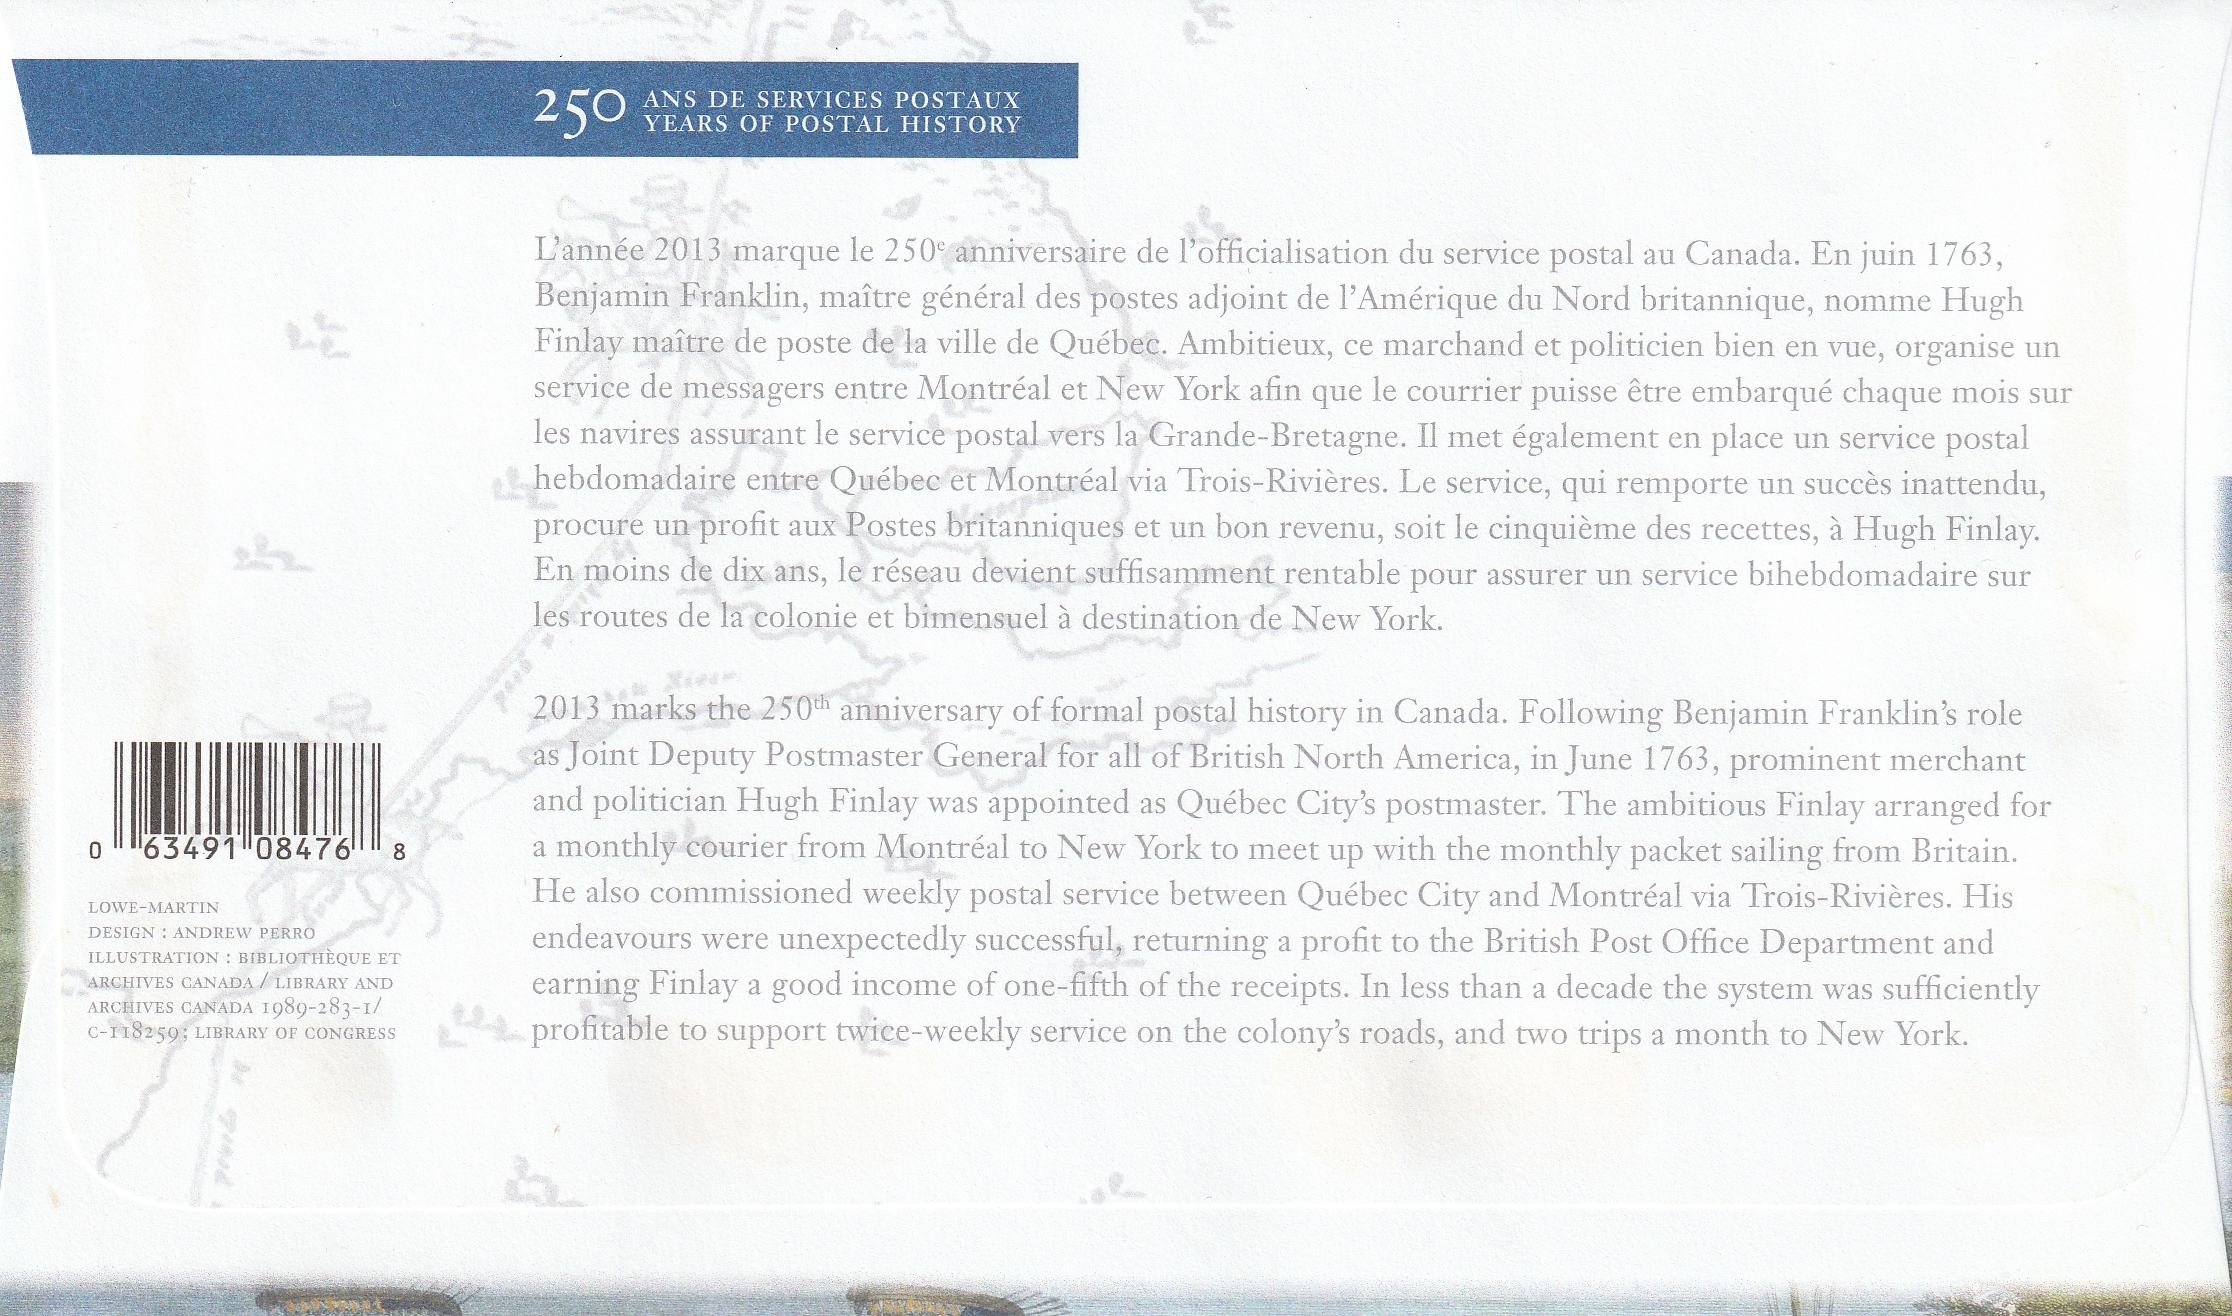 250 ANS DE SERVICES POSTAUX
YEARS OF POSTAL HISTORY
L'année 2013 marque le 250e anniversaire de l'officialisation du service postal au Canada. En juin 1763,
Benjamin Franklin, maître général des postes adjoint de l'Amérique du Nord britannique, nomme Hugh
Finlay maître de poste de la ville de Québec. Ambitieux, ce marchand et politicien bien en vue, organise un
service de messagers entre Montréal et New York afin que le courrier puisse être embarqué chaque mois sur
les navires assurant le service postal vers la Grande-Bretagne. Il met également en place un service postal
hebdomadaire entre Québec et Montréal via Trois-Rivières. Le service, qui remporte un succès inattendu,
procure un profit aux Postes britanniques et un bon revenu, soit le cinquième des recettes, à Hugh Finlay.
En moins de dix ans, le réseau devient suffisamment rentable pour assurer un service bihebdomadaire sur
les routes de la colonie et bimensuel à destination de New York.
2013 marks the 250th anniversary of formal postal history in Canada. Following Benjamin Franklin's role
as Joint Deputy Postmaster General for all of British North America, in June 1763, prominent merchant
and politician Hugh Finlay was appointed as Québec City's postmaster. The ambitious Finlay arranged for
a monthly courier from Montréal to New York to meet up with the monthly packet sailing from Britain.
He also commissioned weekly postal service between Québec City and Montréal via Trois-Rivières. His
endeavours were unexpectedly successful, returning a profit to the British Post Office Department and
earning Finlay a good income of one-fifth of the receipts. In less than a decade the system was sufficiently
profitable to support twice-weekly service on the colony's roads, and two trips a month to New York.
0 63491 08476 8
LOWE-MARTIN
DESIGN : ANDREW PERRO
ILLUSTRATION : BIBLIOTHÈQUE ET
ARCHIVES CANADA / LIBRARY AND
ARCHIVES CANADA 1989-283-1/
C-118259; LIBRARY OF CONGRESS